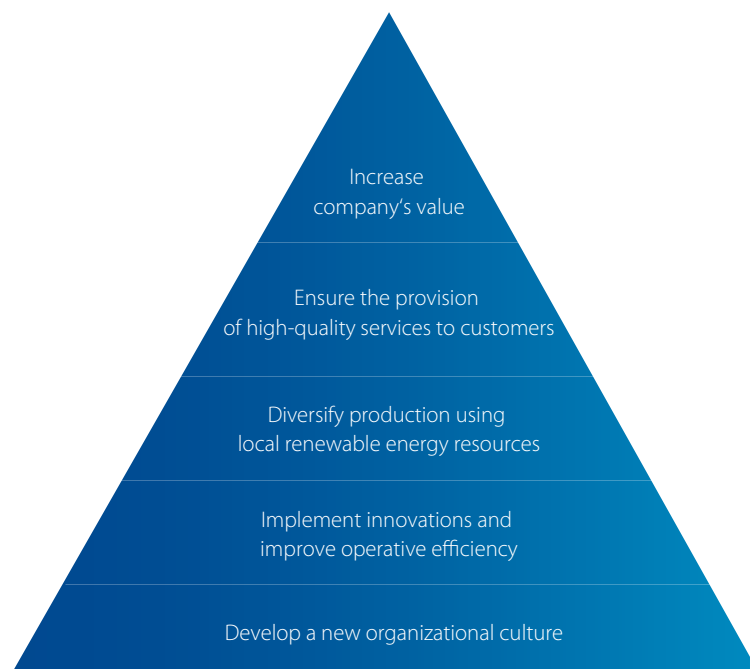 Increase
company‘s value
Ensure the provision
of high-quality services to customers
Diversify production using
local renewable energy resources
Implement innovations and
improve operative efficiency
Develop a new organizational culture